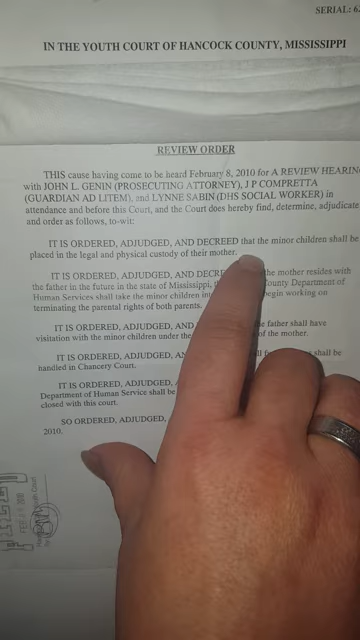 SERIAL: 6
IN THE YOUTH COURT OF HANCOCK COUNTY, MISSISSIPPI
REVIEW ORDER
THIS cause having come to be heard February 8, 2010 for A REVIEW HEARIN
with JOHN L. GENIN (PROSECUTING ATTORNEY), J P COMPRETTA
(GUARDIAN AD LITEM), and LYNNE SABIN (DHS SOCIAL WORKER) in
attendance and before this Court, and the Court does hereby find, determine, adjudicate
and order as follows, to-wit:
IT IS ORDERED, ADJUDGED, AND DECREED that the minor children shall be
placed in the legal and physical custody of their mother.
IT IS ORDERED, ADJUDGED, AND DECRE the mother resides with
the father in the future in the state of Mississippi, County Department of
Human Services shall take the minor children in begin working on
terminating the parental rights of both parents.
IT IS ORDERED, ADJUDGED, AND father shall have
visitation with the minor children under the of the mother.
IT IS ORDERED, ADJUDGED, A shall be
handled in Chancery Court.
IT IS ORDERED, ADJUDGED,
Department of Human Service shall be
closed with this court.
SO ORDERED, ADJUDGED,
2010.